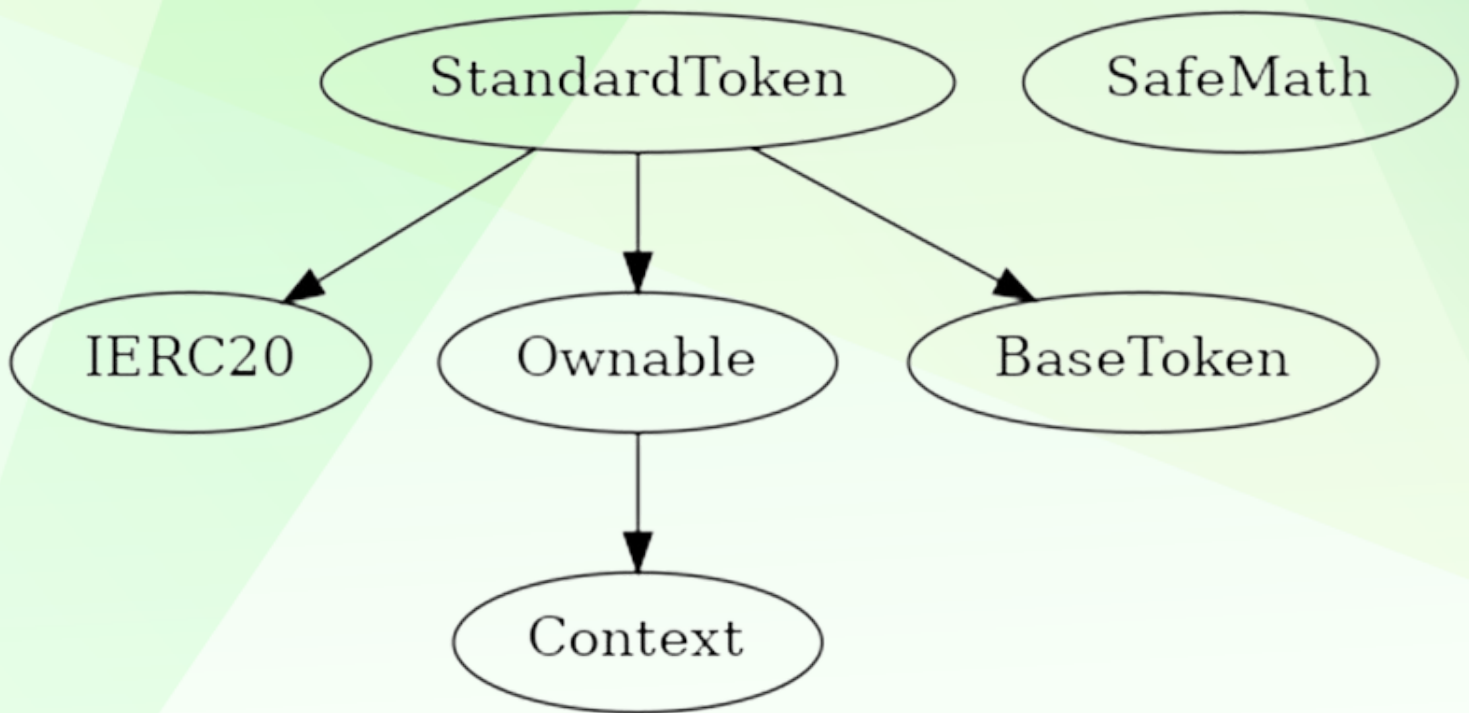 StandardToken
SafeMath
IERC20
Ownable
BaseToken
Context